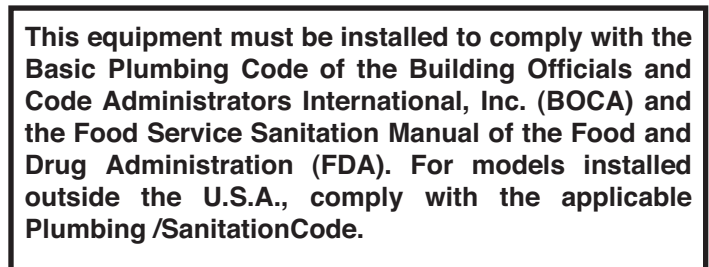 This equipment must be installed to comply with the
Basic Plumbing Code of the Building Officials and
Code Administrators International, Inc. (BOCA) and
the Food Service Sanitation Manual of the Food and
Drug Administration (FDA). For models installed
outside the U.S.A., comply with the applicable
Plumbing /SanitationCode.